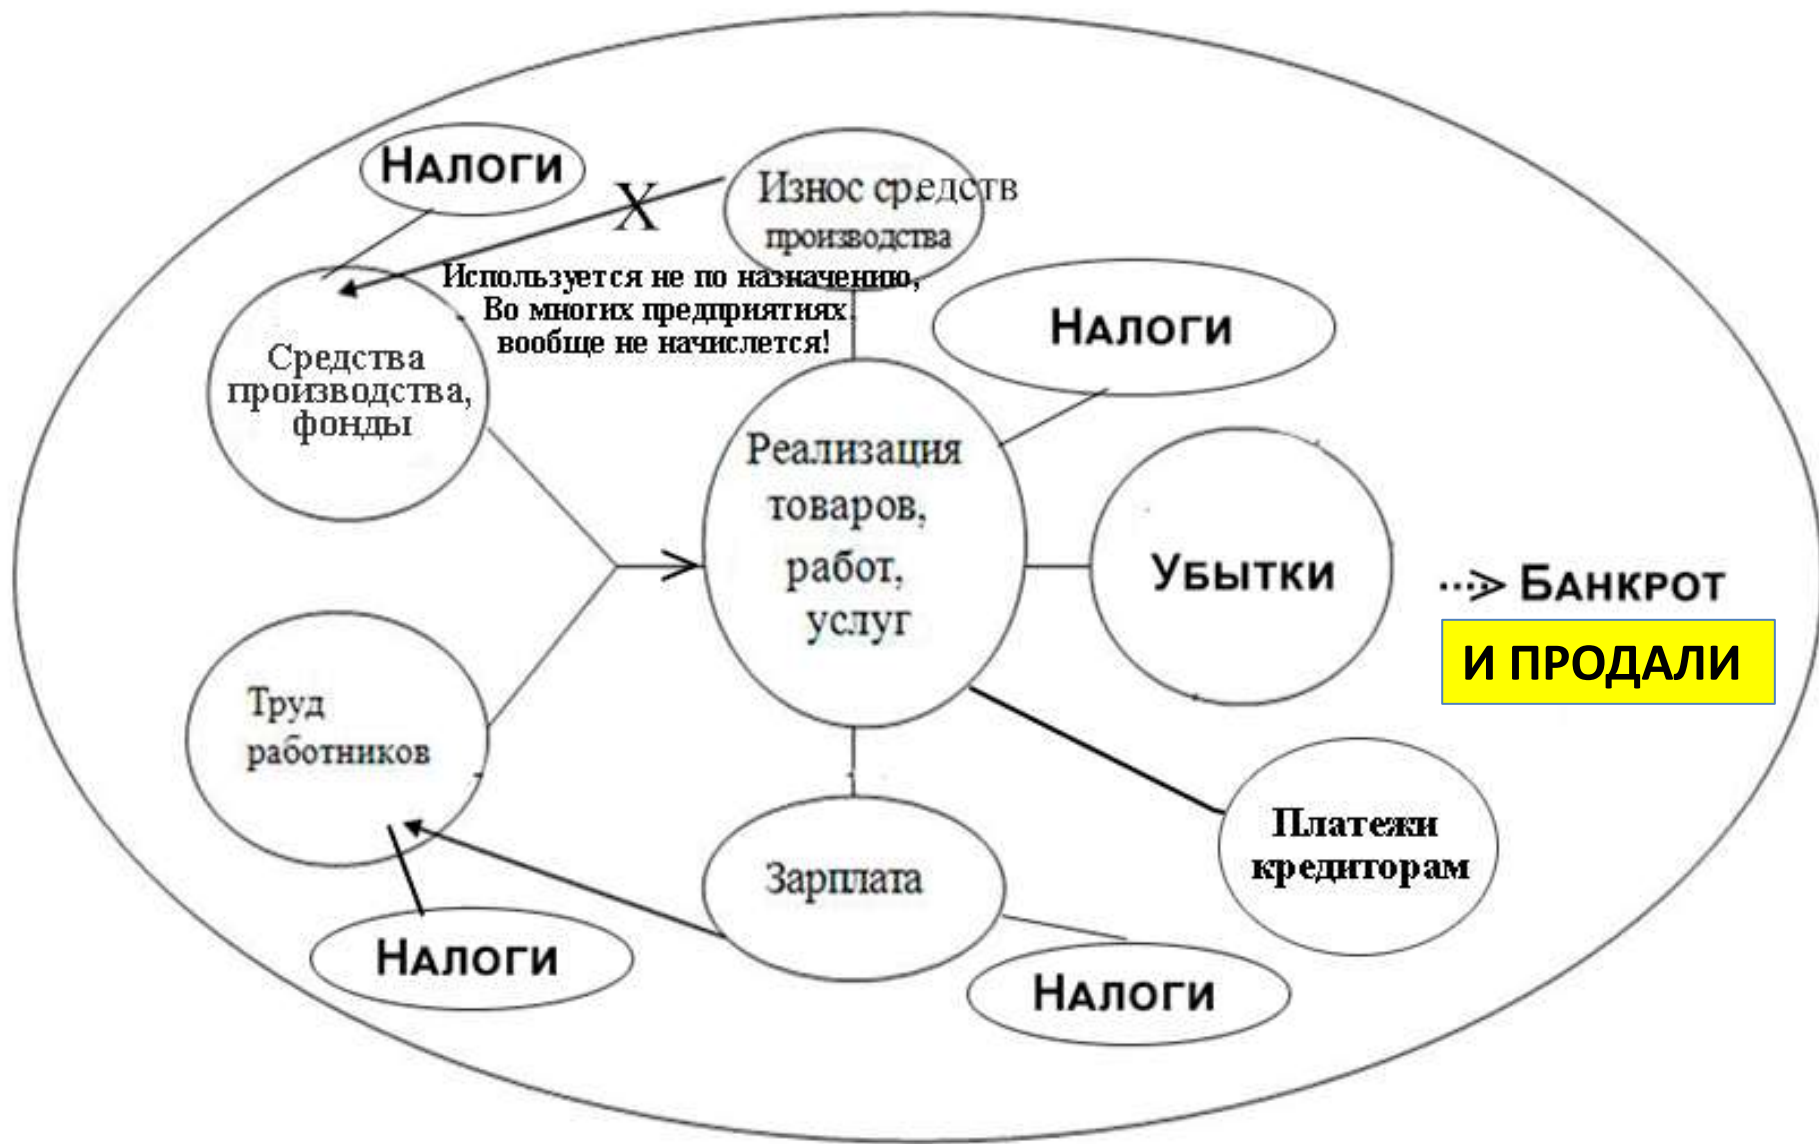 НАЛОГИ
Износ средств
производства
Используется не по назначению,
Во многих предприятиях
вообще не начислется!
НАЛОГИ
Средства
производства,
фонды
Реализация
товаров,
работ,
услуг
УБЫТКИ
БАНКРОТ
И ПРОДАЛИ
Труд
работников
Зарплата
Платежи
кредиторам
НАЛОГИ
НАЛОГИ
X